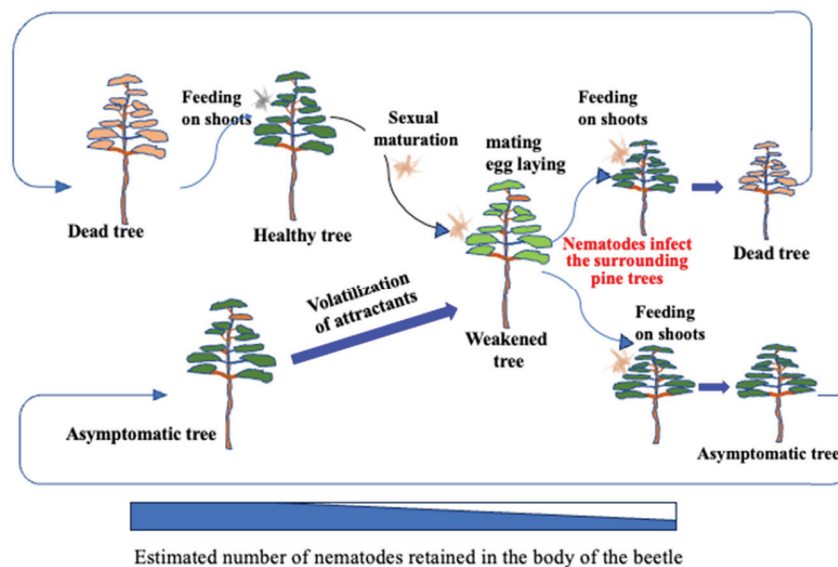 Feeding
on shoots
Sexual
maturation
mating
egg laying
Feeding
on shoots
Dead tree
Healthy tree
Nematodes infect
the surrounding
pine trees
Dead tree
Volatilization
of attractants
Weakened
tree
Feeding
on shoots
Asymptomatic tree
Asymptomatic tree
Estimated number of nematodes retained in the body of the beetle